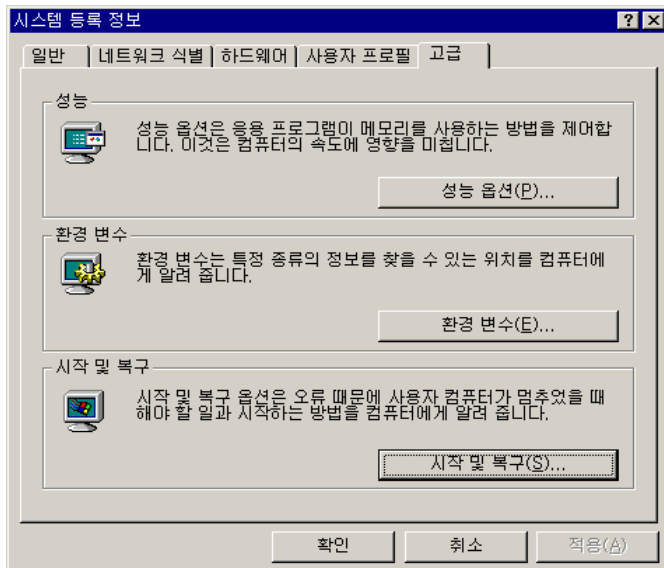 시스템 등록 정보
일반 네트워크 식별 하드웨어 사용자 프로필 고급
성능
성능 옵션은 응용 프로그램이 메모리를 사용하는 방법을 제어합
니다. 이것은 컴퓨터의 속도에 영향을 미칩니다.
성능 옵션(P)...
환경 변수
환경 변수는 특정 종류의 정보를 찾을 수 있는 위치를 컴퓨터에
게 알려 줍니다.
환경 변수(E)...
시작 및 복구
시작 및 복구 옵션은 오류 때문에 사용자 컴퓨터가 멈추었을 때
해야 할 일과 시작하는 방법을 컴퓨터에게 알려 줍니다.
시작 및 복구(S)...
확인 취소 적용(A)